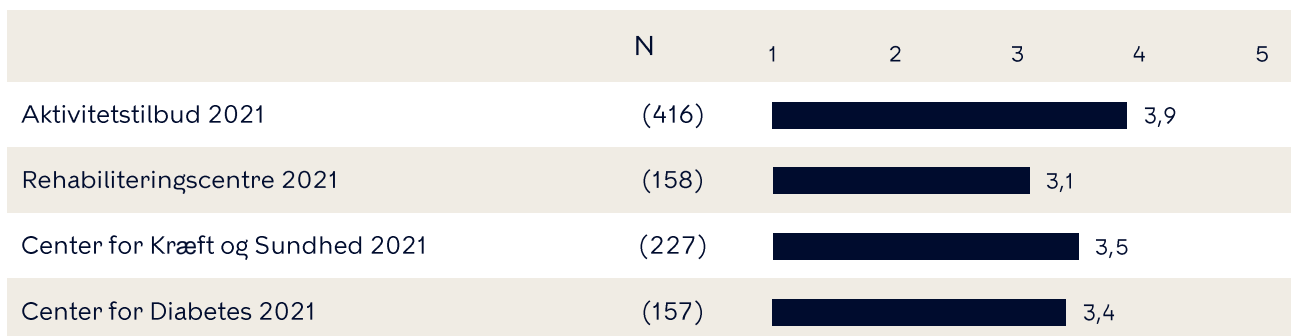 N 1 2 3 4 5
Aktivitetstilbud 2021 (416) 3,9
Rehabiliteringscentre 2021 (158) 3,1
Center for Kræft og Sundhed 2021 (227) 3,5
Center for Diabetes 2021 (157) 3,4